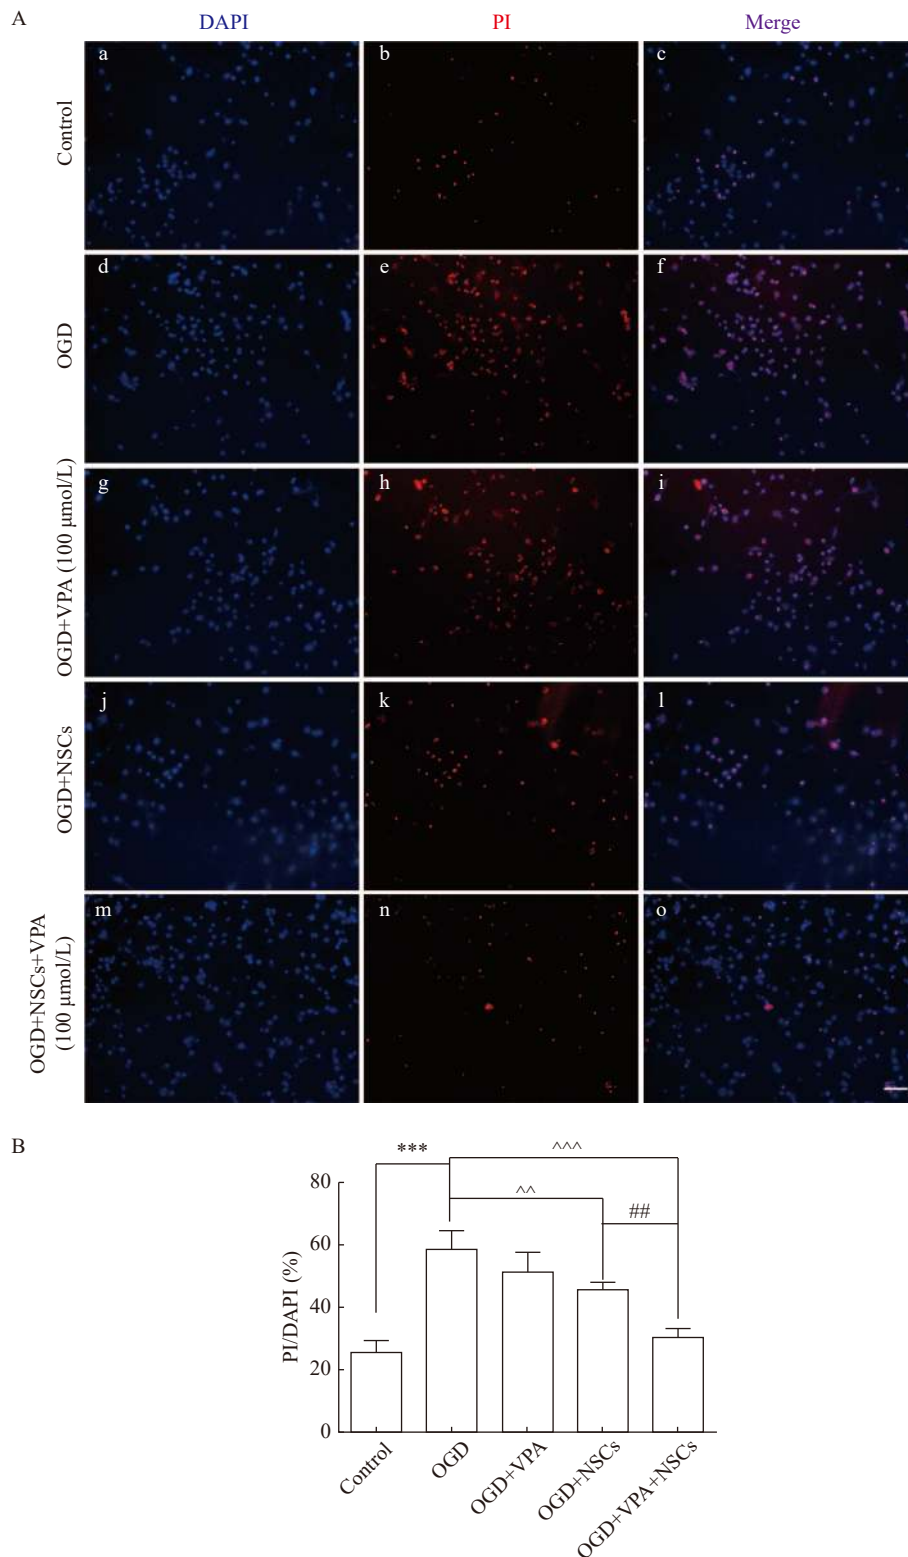 A
DAPI PI Merge
Control
a b c
OGD
d e f
OGD+VPA (100 μmol/L)
g h i
OGD+NSCs
j k l
OGD+NSCs+VPA
(100 μmol/L)
m n o
B
*** ^^^
^^
##
80
60
40
20
0
PI/DAPI (%)
Control
OGD
OGD+VPA
OGD+NSCs
OGD+VPA+NSCs